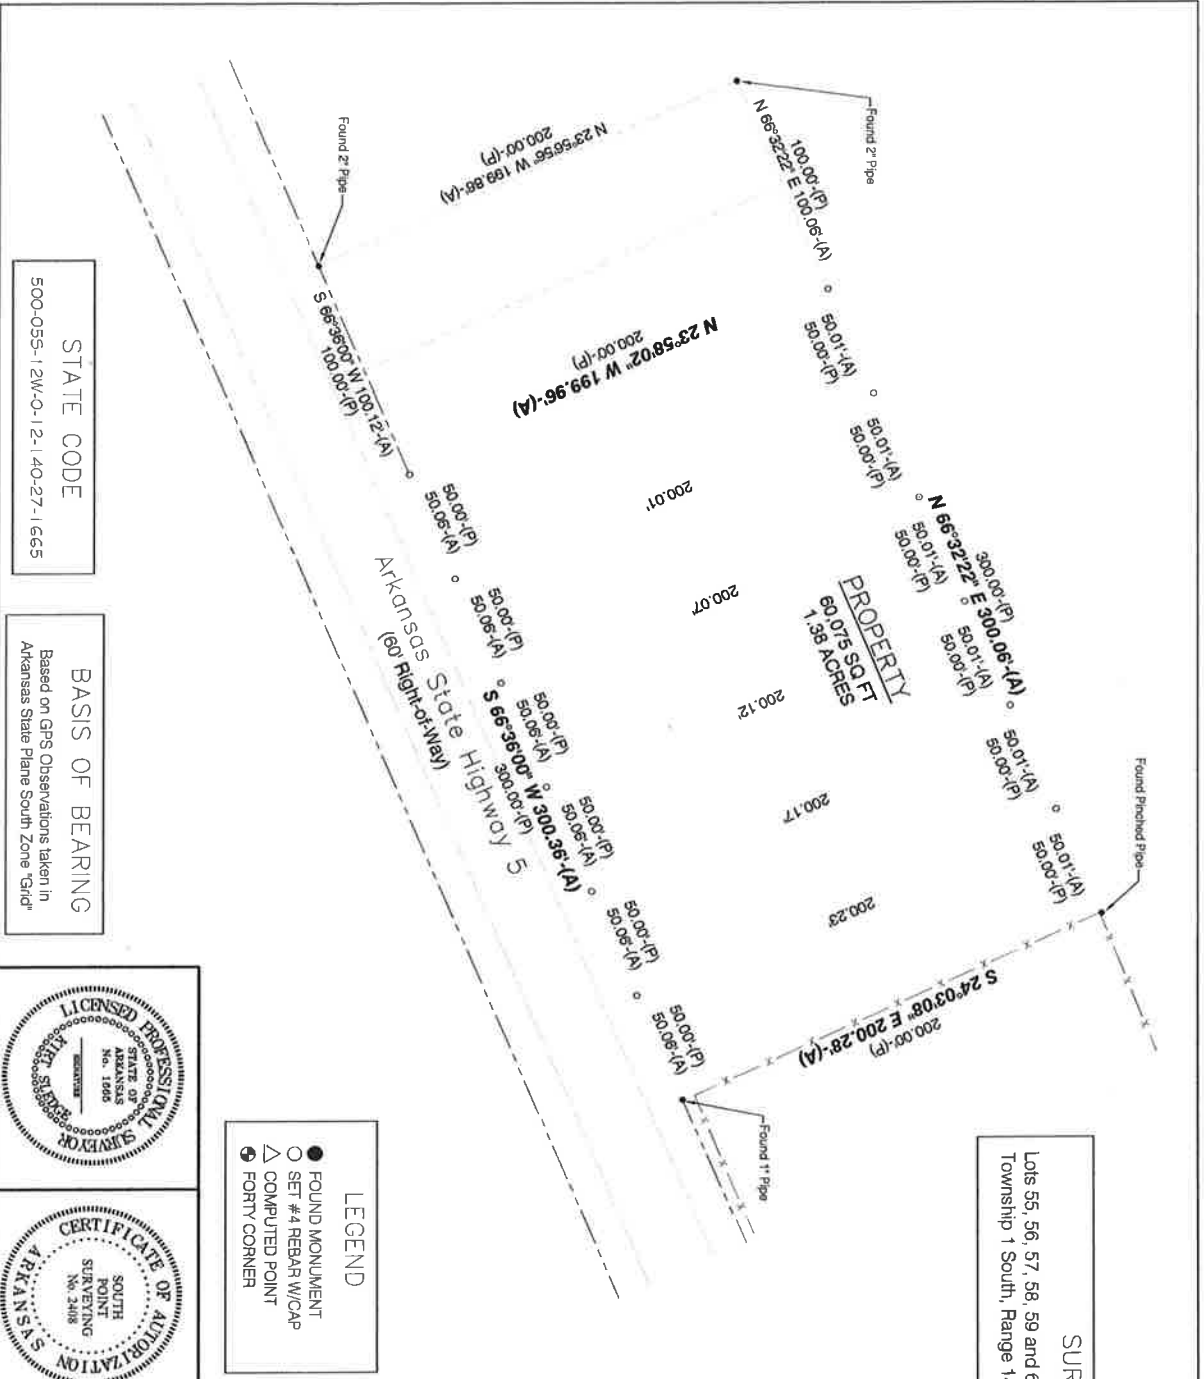 Found 2" Pipe
N 66°32'22" E 100.06'-(A)
100.00'-(P)
N 23°56'56" W 199.86'-(A)
200.00'-(P)
Found 2" Pipe
S 66°36'00" W 100.12'-(A)
100.00'-(P)
N 23°58'02" W 199.96'-(A)
200.00'-(P)
50.01'-(A)
50.00'-(P)
50.01'-(A)
50.00'-(P)
50.01'-(A)
50.00'-(P)
300.00'-(P)
N 66°32'22" E 300.06'-(A)
50.01'-(A)
50.00'-(P)
50.01'-(A)
50.00'-(P)
50.01'-(A)
50.00'-(P)
Found Pinched Pipe
200.01'
200.07'
200.12'
200.17'
200.23'
PROPERTY
60,075 SQ FT
1.38 ACRES
S 24°03'08" E 200.28'-(A)
200.00'-(P)
Found 1" Pipe
50.00'-(P)
50.06'-(A)
50.00'-(P)
50.06'-(A)
50.00'-(P)
50.06'-(A)
50.00'-(P)
50.06'-(A)
50.00'-(P)
50.06'-(A)
50.00'-(P)
50.06'-(A)
S 66°36'00" W 300.36'-(A)
300.00'-(P)
Arkansas State Highway 5
(60' Right-of-Way)
SUR
Lots 55, 56, 57, 58, 59 and 6
Township 1 South, Range 1
STATE CODE
500-05S-12W-0-12-140-27-1665
BASIS OF BEARING
Based on GPS Observations taken in
Arkansas State Plane South Zone "Grid"
LEGEND
FOUND MONUMENT
SET #4 REBAR W/CAP
COMPUTED POINT
FORTY CORNER
LICENSED PROFESSIONAL SURVEYOR
STATE OF
ARKANSAS
No. 1665
SIGNATURE
KIRT SLEDGE
CERTIFICATE OF AUTORIZATION
SOUTH
POINT
SURVEYING
No. 2408
ARKANSAS